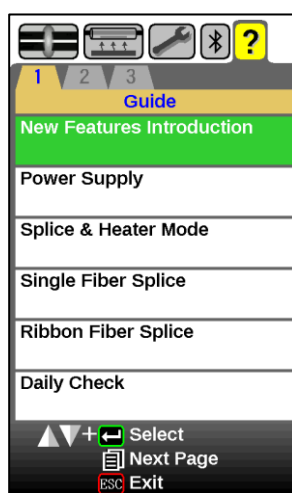 ?
1 2 3
Guide
New Features Introduction
Power Supply
Splice & Heater Mode
Single Fiber Splice
Ribbon Fiber Splice
Daily Check
+ Select
Next Page
ESC Exit